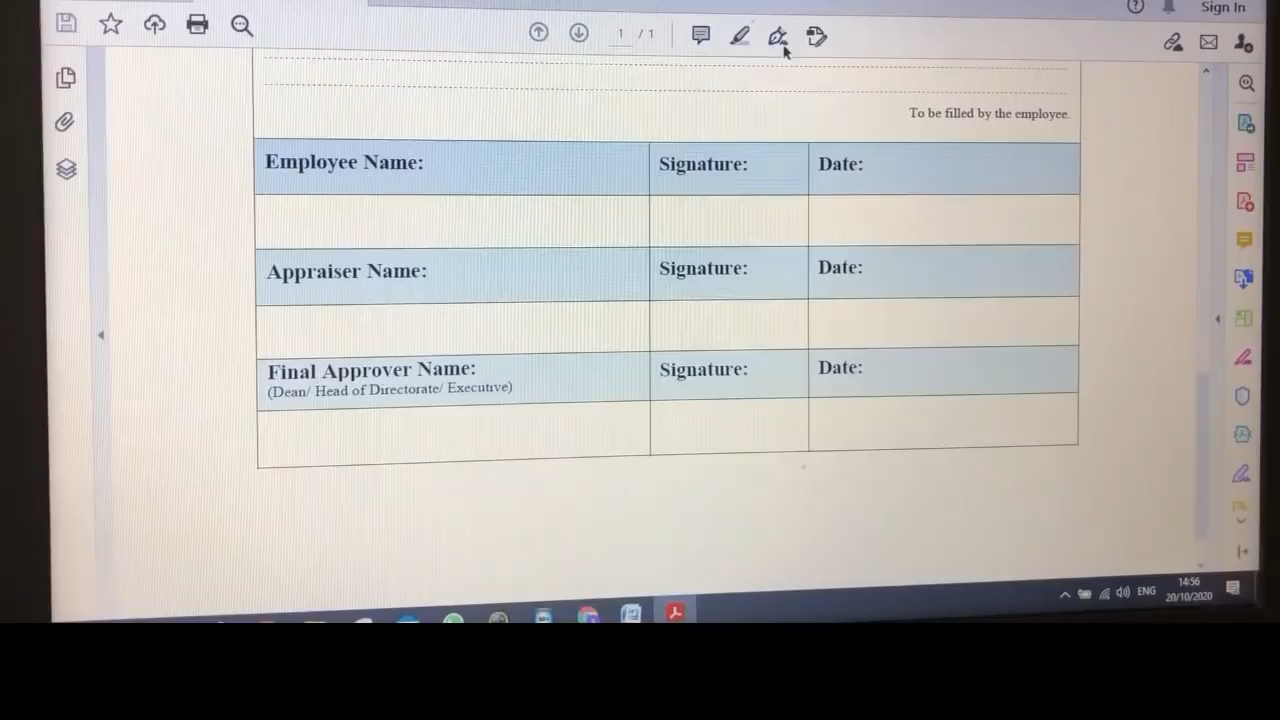 Sign In
1 / 1
To be filled by the employee.
Employee Name: Signature: Date:
Appraiser Name: Signature: Date:
Final Approver Name: Signature: Date:
(Dean/ Head of Directorate/ Executive)
14:56
ENG
20/10/2020